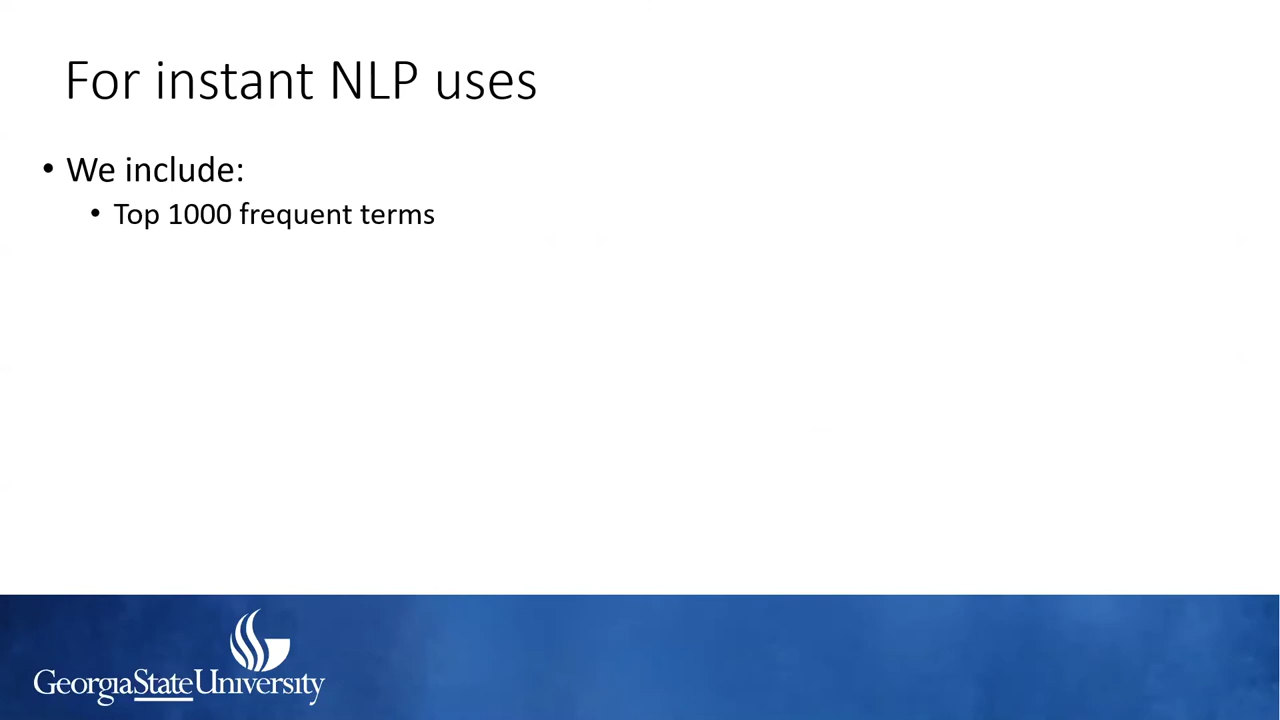 For instant NLP uses
• We include:
• Top 1000 frequent terms
GeorgiaStateUniversity